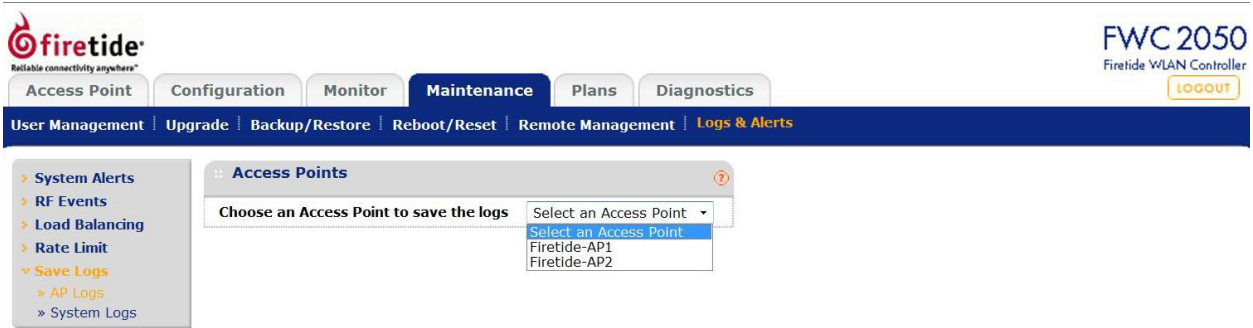 firetide
Reliable connectivity anywhere
FWC 2050
Firetide WLAN Controller
LOGOUT
Access Point Configuration Monitor Maintenance Plans Diagnostics
User Management | Upgrade | Backup/Restore | Reboot/Reset | Remote Management | Logs & Alerts
System Alerts
RF Events
Load Balancing
Rate Limit
Save Logs
» AP Logs
» System Logs
Access Points ?
Choose an Access Point to save the logs Select an Access Point
Select an Access Point
Firetide-AP1
Firetide-AP2